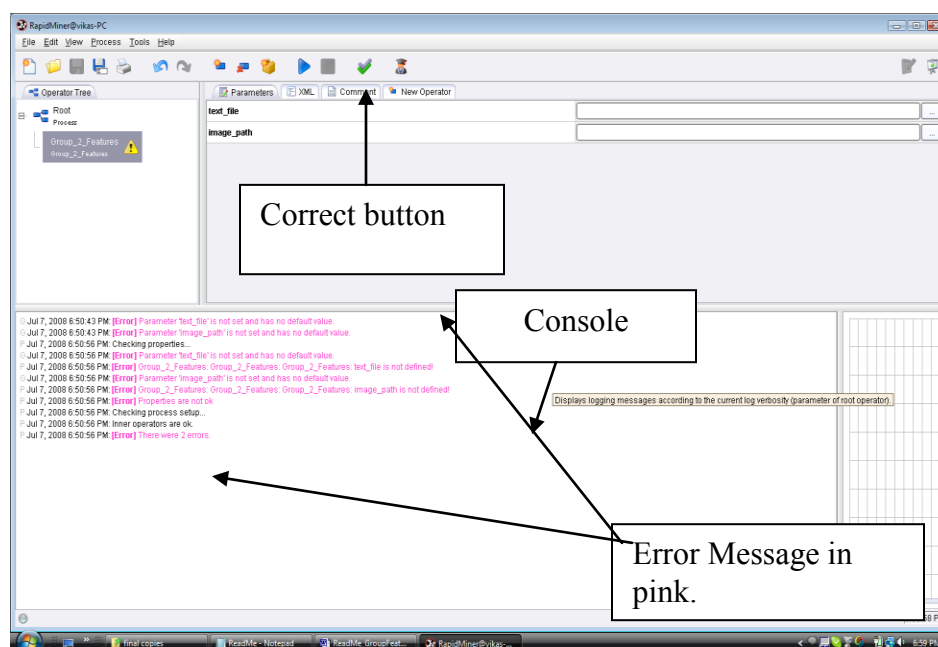 RapidMiner@vikas-PC
File Edit View Process Tools Help
Operator Tree
Parameters XML Comment New Operator
Root
Process
Group_2_Features
Group_2_Features
text_file
...
image_path
...
Correct button
G Jul 7, 2008 6:50:43 PM: [Error] Parameter 'text_file' is not set and has no default value.
G Jul 7, 2008 6:50:43 PM: [Error] Parameter 'image_path' is not set and has no default value.
P Jul 7, 2008 6:50:56 PM: Checking properties...
G Jul 7, 2008 6:50:56 PM: [Error] Parameter 'text_file' is not set and has no default value.
P Jul 7, 2008 6:50:56 PM: [Error] Group_2_Features: Group_2_Features: Group_2_Features: text_file is not defined!
G Jul 7, 2008 6:50:56 PM: [Error] Parameter 'image_path' is not set and has no default value.
P Jul 7, 2008 6:50:56 PM: [Error] Group_2_Features: Group_2_Features: Group_2_Features: image_path is not defined!
P Jul 7, 2008 6:50:56 PM: [Error] Properties are not ok
P Jul 7, 2008 6:50:56 PM: Checking process setup...
P Jul 7, 2008 6:50:56 PM: Inner operators are ok.
P Jul 7, 2008 6:50:56 PM: [Error] There were 2 errors.
Console
Displays logging messages according to the current log verbosity (parameter of root operator).
Error Message in
pink.
final copies
ReadMe - Notepad
ReadMe GroupFeat...
RapidMiner@vikas-...
6:59 PM